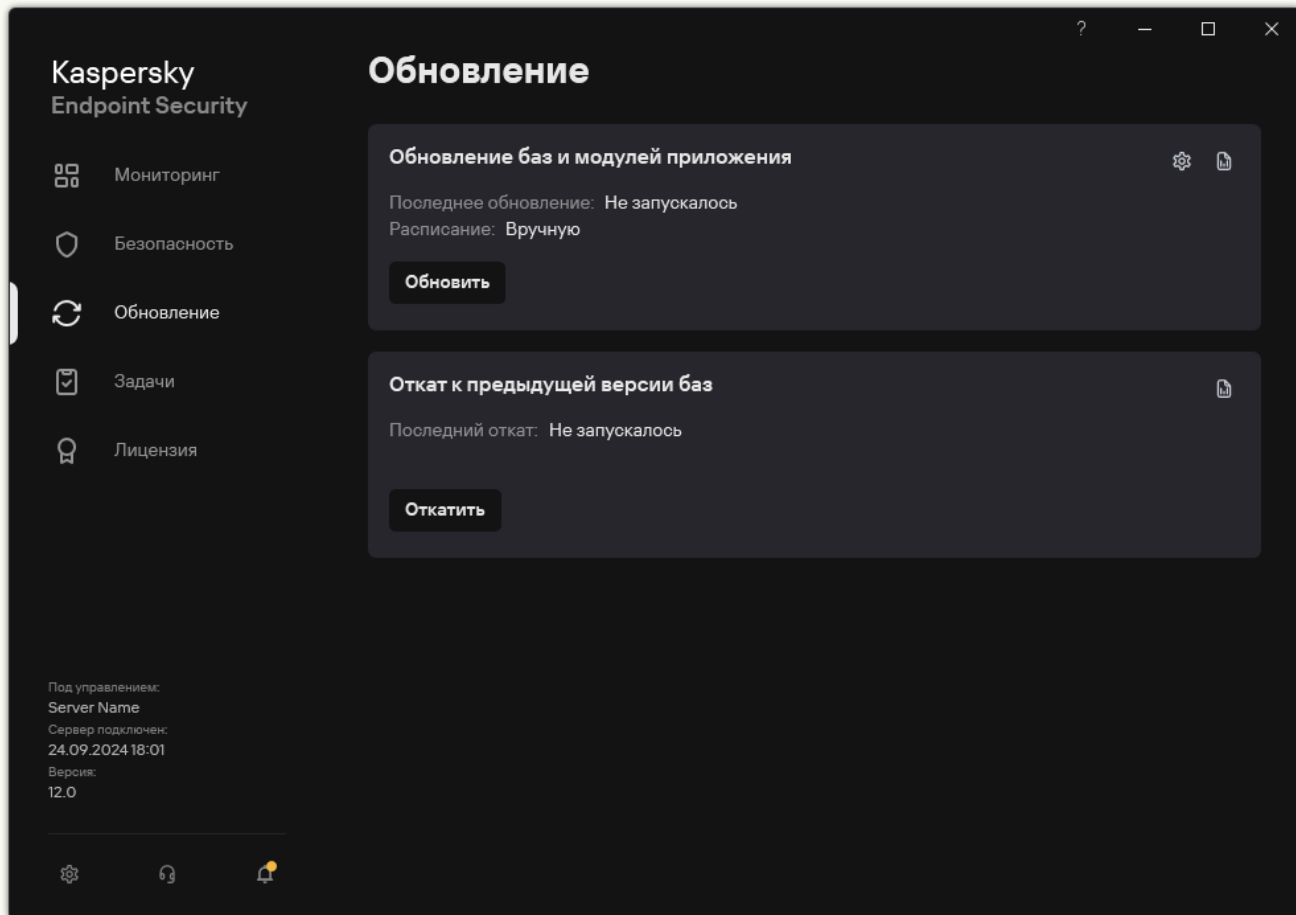 ?
Kaspersky
Endpoint Security
Мониторинг
Безопасность
Обновление
Задачи
Лицензия
Под управлением:
Server Name
Сервер подключен:
24.09.2024 18:01
Версия:
12.0
Обновление
Обновление баз и модулей приложения
Последнее обновление: Не запускалось
Расписание: Вручную
Обновить
Откат к предыдущей версии баз
Последний откат: Не запускалось
Откатить